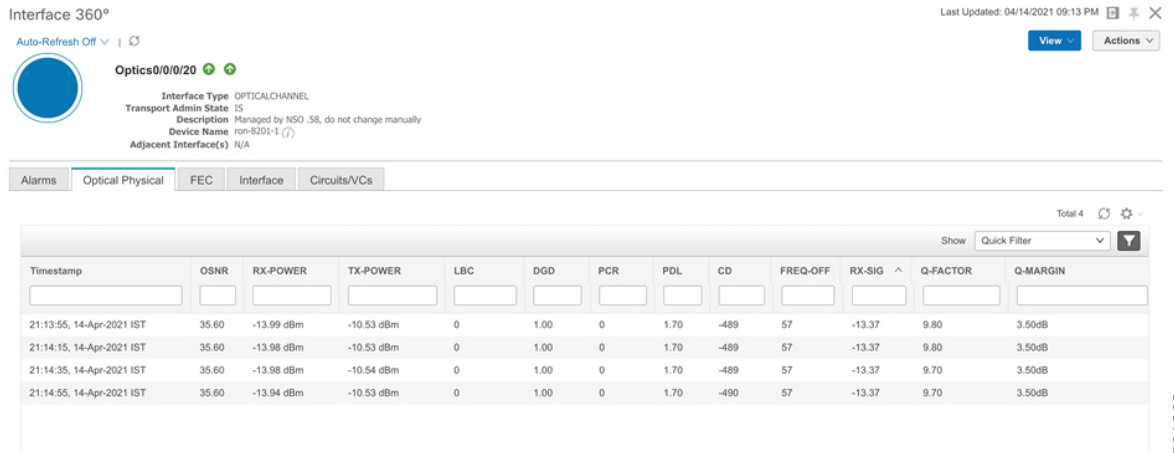 Interface 360°
Last Updated: 04/14/2021 09:13 PM
Auto-Refresh Off |
View
Actions
Optics0/0/0/20
Interface Type OPTICALCHANNEL
Transport Admin State IS
Description Managed by NSO .58, do not change manually
Device Name ron-8201-1
Adjacent Interface(s) N/A
Alarms Optical Physical FEC Interface Circuits/VCs
Total 4
Show Quick Filter
Timestamp OSNR RX-POWER TX-POWER LBC DGD PCR PDL CD FREQ-OFF RX-SIG Q-FACTOR Q-MARGIN
21:13:55, 14-Apr-2021 IST 35.60 -13.99 dBm -10.53 dBm 0 1.00 0 1.70 -489 57 -13.37 9.80 3.50dB
21:14:15, 14-Apr-2021 IST 35.60 -13.98 dBm -10.53 dBm 0 1.00 0 1.70 -489 57 -13.37 9.80 3.50dB
21:14:35, 14-Apr-2021 IST 35.60 -13.98 dBm -10.54 dBm 0 1.00 0 1.70 -489 57 -13.37 9.70 3.50dB
21:14:55, 14-Apr-2021 IST 35.60 -13.94 dBm -10.53 dBm 0 1.00 0 1.70 -490 57 -13.37 9.70 3.50dB